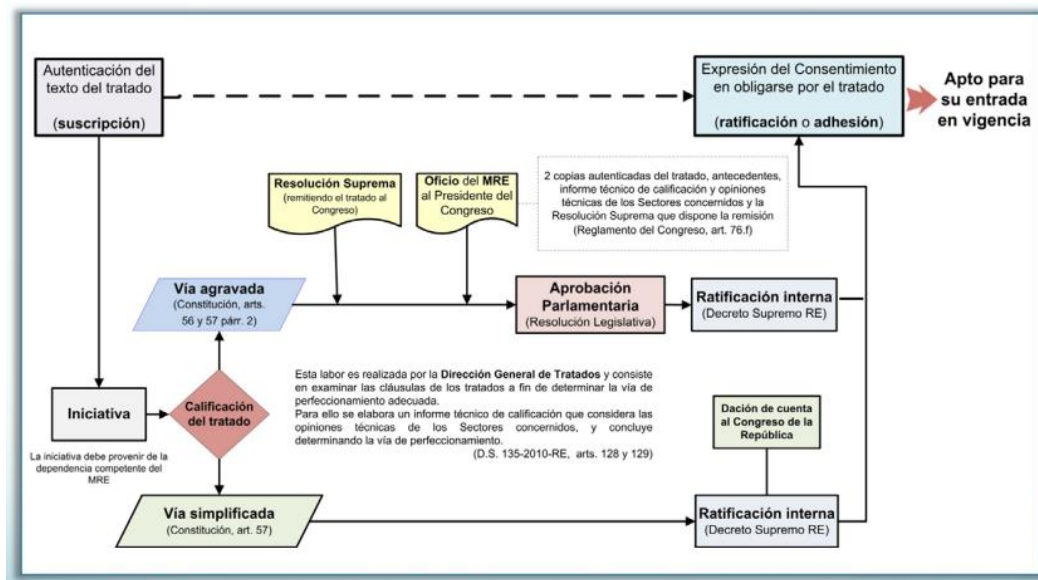 Autenticación del
texto del tratado
(suscripción)
Expresión del Consentimiento
en obligarse por el tratado
(ratificación o adhesión)
Apto para
su entrada
en vigencia
Resolución Suprema
(remitiendo el tratado al
Congreso)
Oficio del MRE
al Presidente del
Congreso
2 copias autenticadas del tratado, antecedentes,
informe técnico de calificación y opiniones
técnicas de los Sectores concernidos y la
Resolución Suprema que dispone la remisión
(Reglamento del Congreso, art. 76.f)
Vía agravada
(Constitución, arts.
56 y 57 párr. 2)
Aprobación
Parlamentaria
(Resolución Legislativa)
Ratificación interna
(Decreto Supremo RE)
Esta labor es realizada por la Dirección General de Tratados y consiste
en examinar las cláusulas de los tratados a fin de determinar la vía de
perfeccionamiento adecuada.
Para ello se elabora un informe técnico de calificación que considera las
opiniones técnicas de los Sectores concernidos, y concluye
determinando la vía de perfeccionamiento.
(D.S. 135-2010-RE, arts. 128 y 129)
Iniciativa
Calificación
del tratado
La iniciativa debe provenir de la
dependencia competente del
MRE
Dación de cuenta
al Congreso de la
República
Vía simplificada
(Constitución, art. 57)
Ratificación interna
(Decreto Supremo RE)